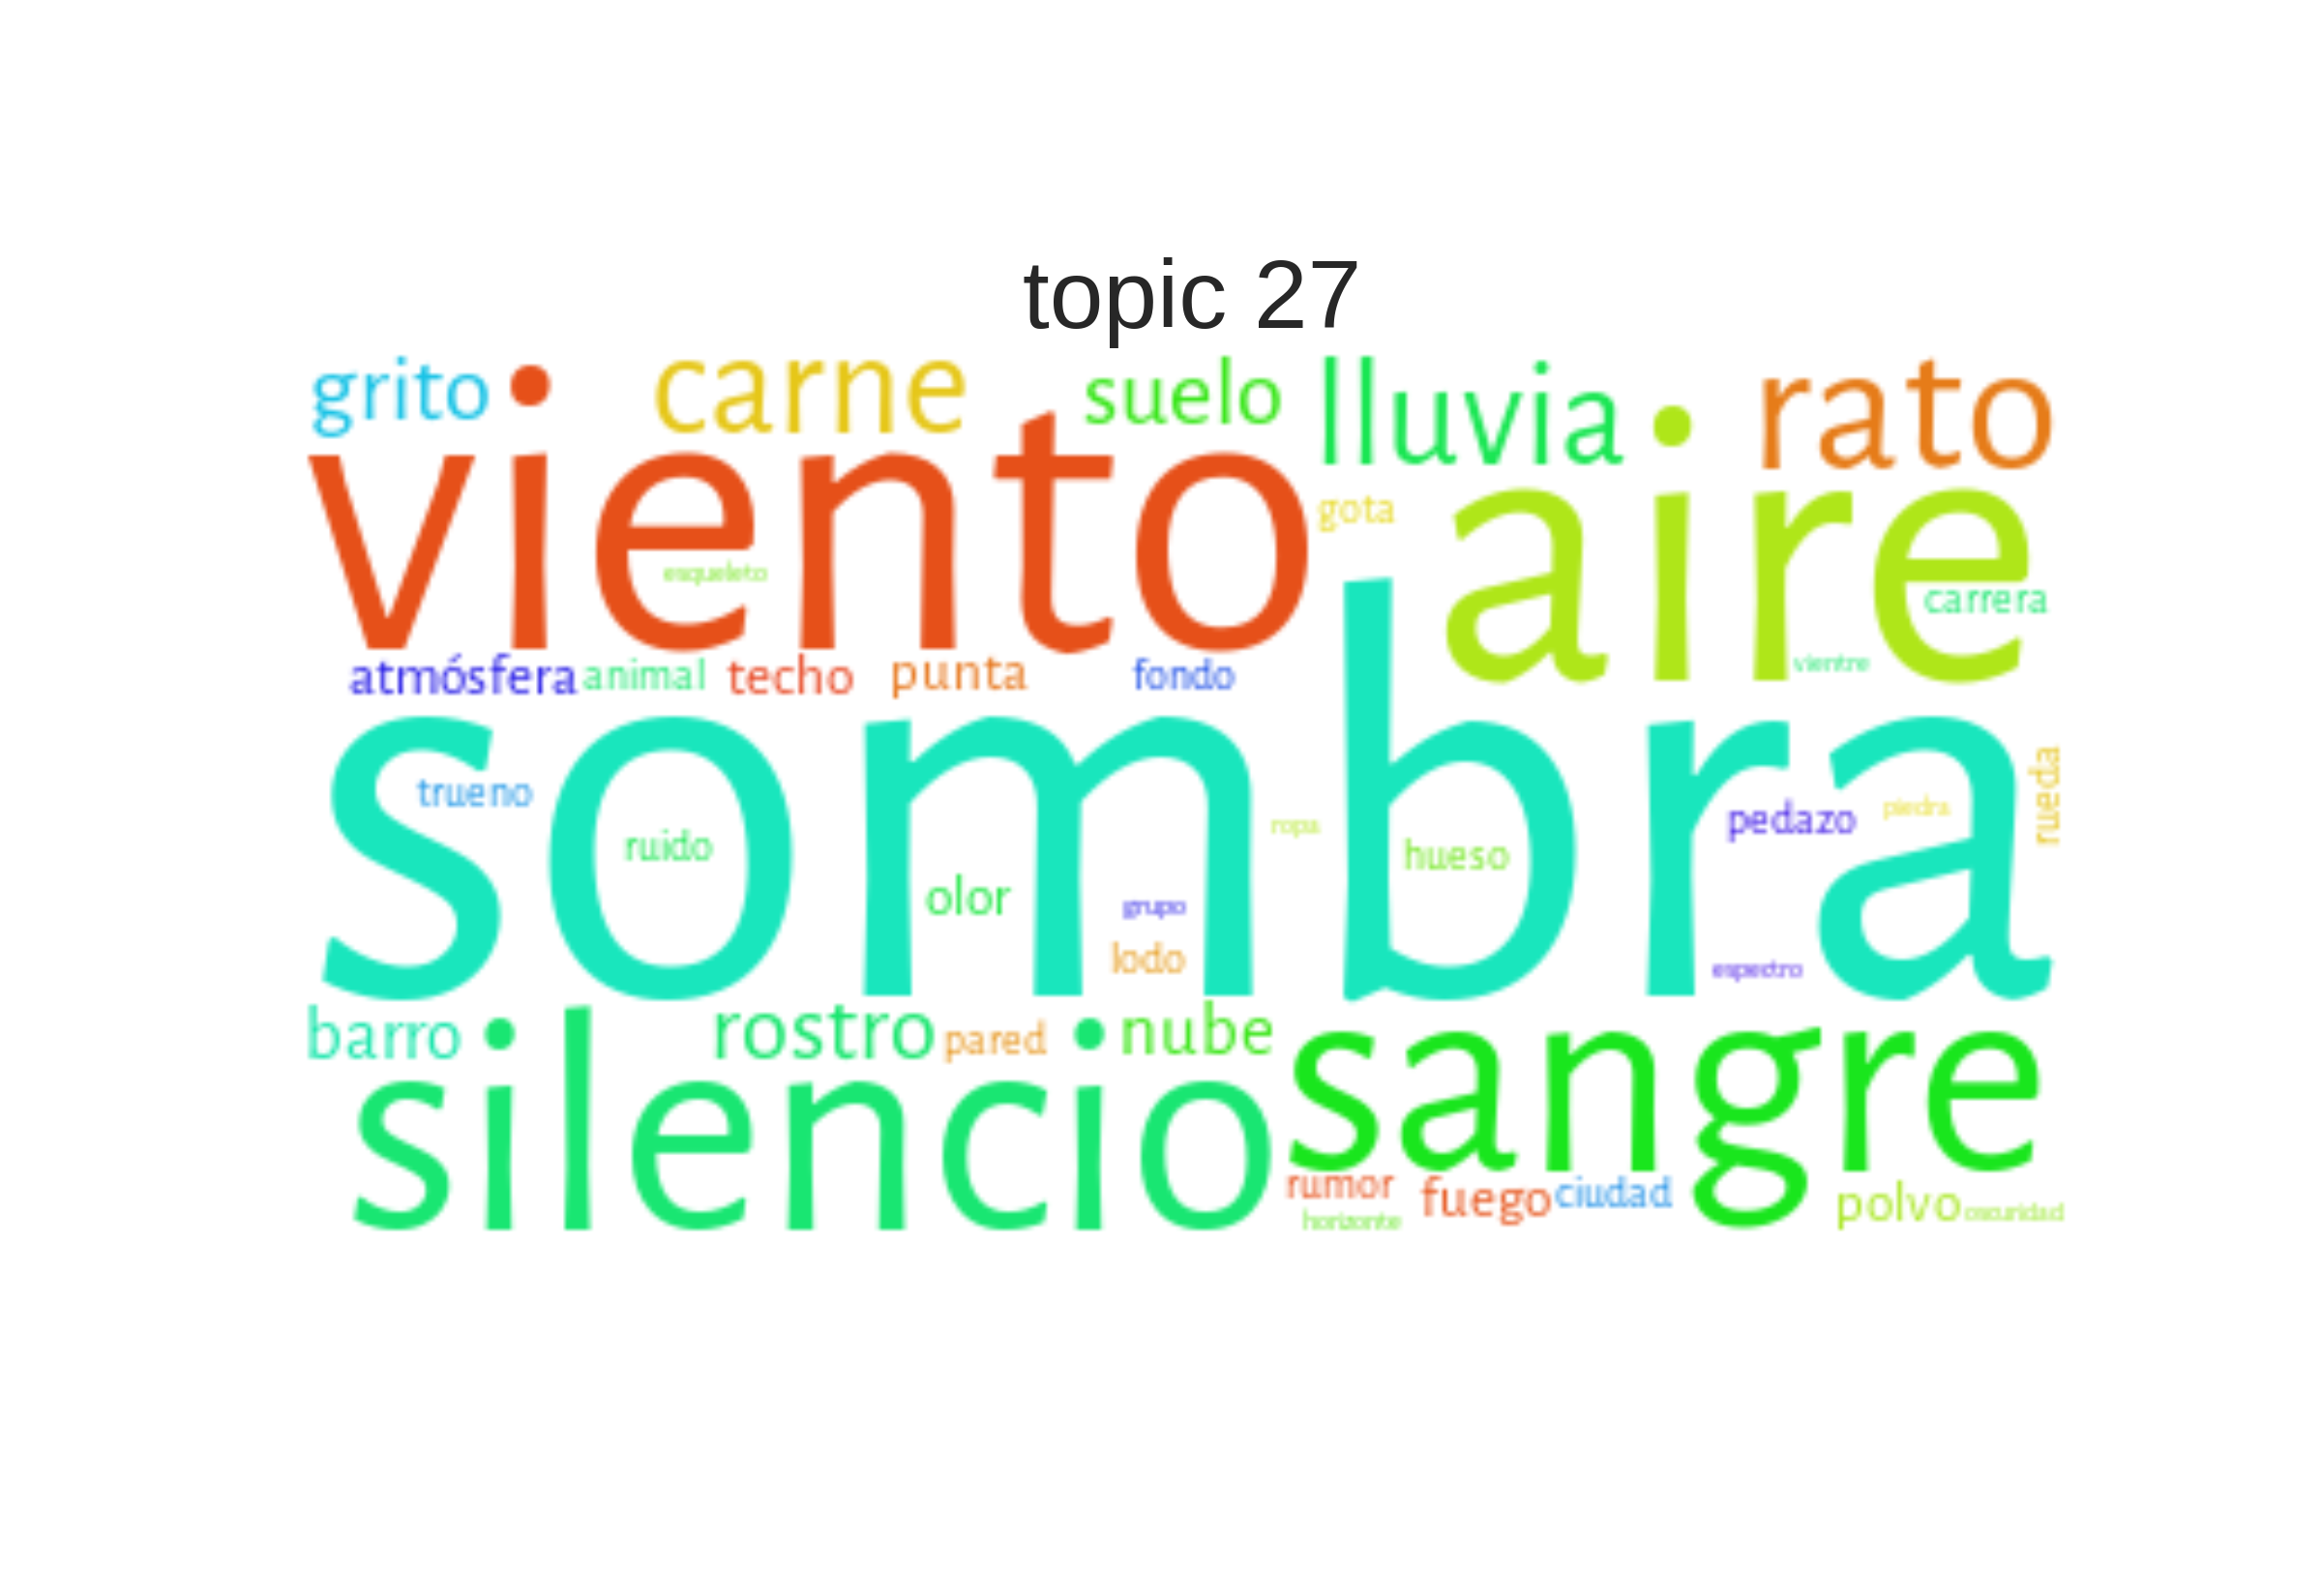 topic 27
grito carne suelo lluvia rato
viento aire
gota
esqueleto
carrera
vientre
atmósfera animal techo punta fondo
sombra
trueno
rueda
pedazo piedra
ropa
ruido hueso
olor grupo
lodo
espectro
barro rostro pared nube
silencio sangre
rumor fuego ciudad polvo oscuridad
horizonte